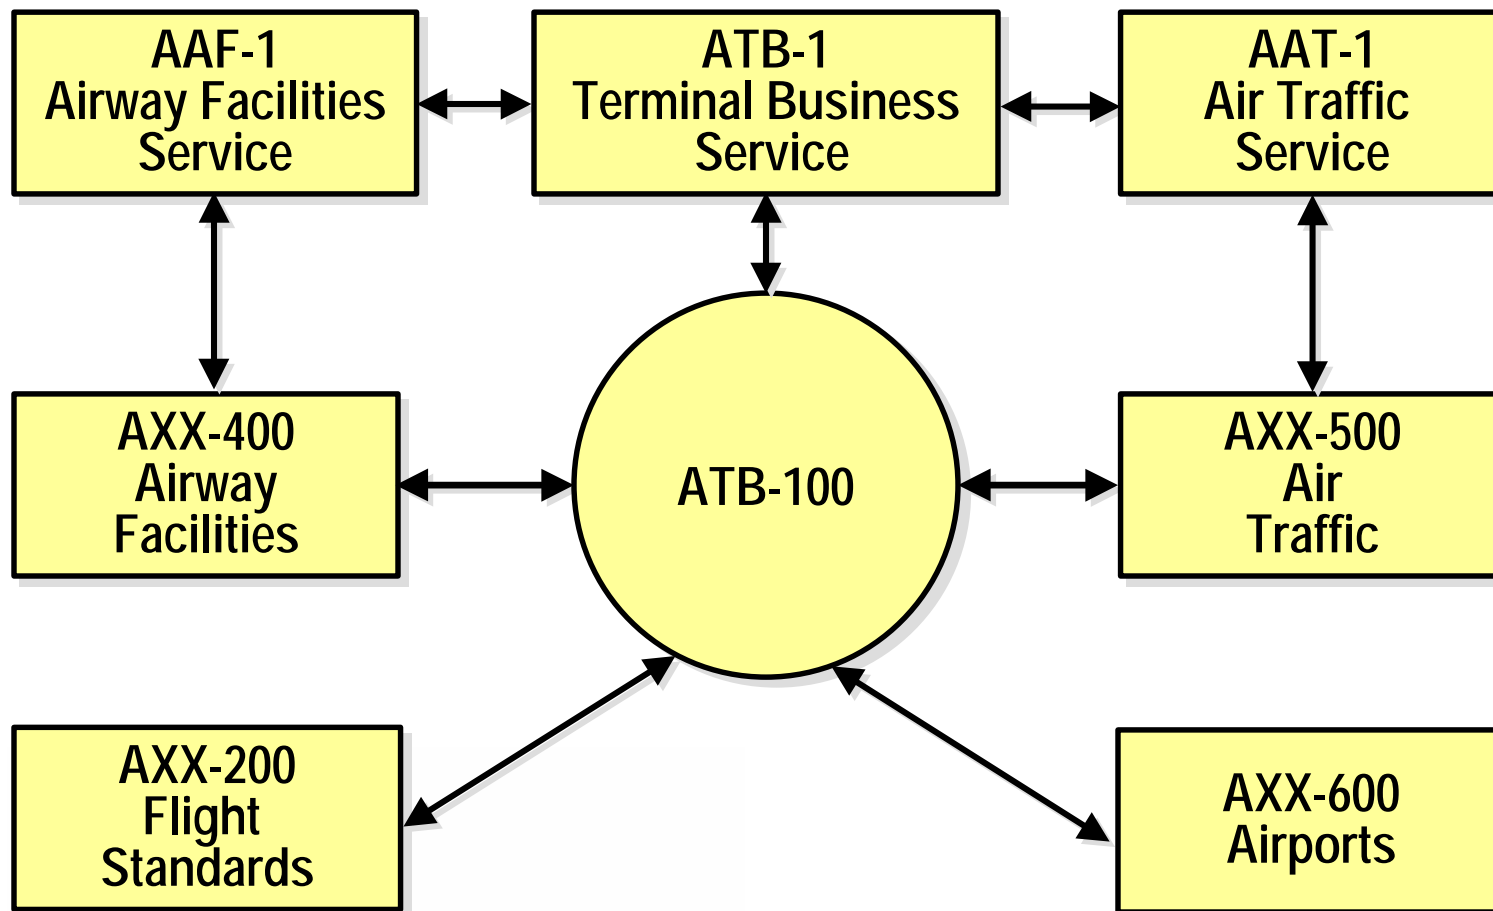 AAF-1
Airway Facilities
Service
ATB-1
Terminal Business
Service
AAT-1
Air Traffic
Service
AXX-400
Airway
Facilities
ATB-100
AXX-500
Air
Traffic
AXX-200
Flight
Standards
AXX-600
Airports